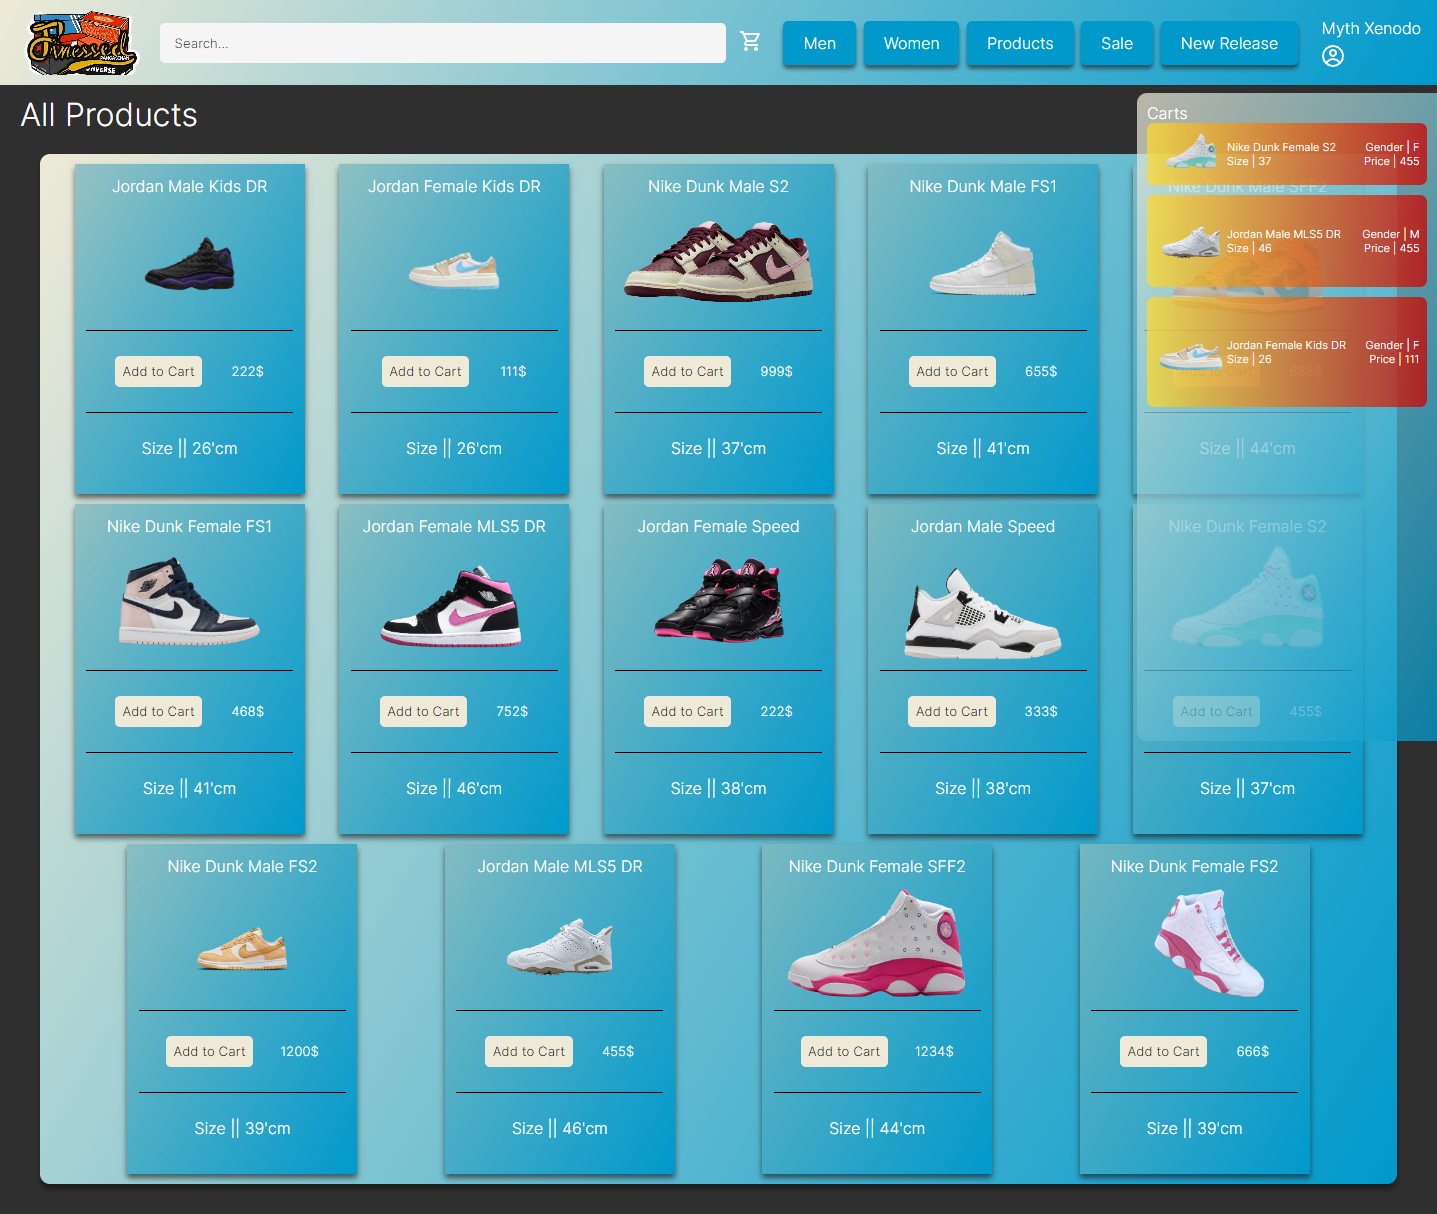 Finessed
UNIVERSE
Search...
Men
Women
Products
Sale
New Release
Myth Xenodo
All Products
Carts
Nike Dunk Female S2
Size | 37
Gender | F
Price | 455
Jordan Male MLS5 DR
Size | 46
Gender | M
Price | 455
Jordan Female Kids DR
Size | 26
Gender | F
Price | 111
Jordan Male Kids DR
Add to Cart 222$
Size || 26'cm
Jordan Female Kids DR
Add to Cart 111$
Size || 26'cm
Nike Dunk Male S2
Add to Cart 999$
Size || 37'cm
Nike Dunk Male FS1
Add to Cart 655$
Size || 41'cm
Nike Dunk Male SFF2
Add to Cart 666$
Size || 44'cm
Nike Dunk Female FS1
Add to Cart 468$
Size || 41'cm
Jordan Female MLS5 DR
Add to Cart 752$
Size || 46'cm
Jordan Female Speed
Add to Cart 222$
Size || 38'cm
Jordan Male Speed
Add to Cart 333$
Size || 38'cm
Nike Dunk Female S2
Add to Cart 455$
Size || 37'cm
Nike Dunk Male FS2
Add to Cart 1200$
Size || 39'cm
Jordan Male MLS5 DR
Add to Cart 455$
Size || 46'cm
Nike Dunk Female SFF2
Add to Cart 1234$
Size || 44'cm
Nike Dunk Female FS2
Add to Cart 666$
Size || 39'cm